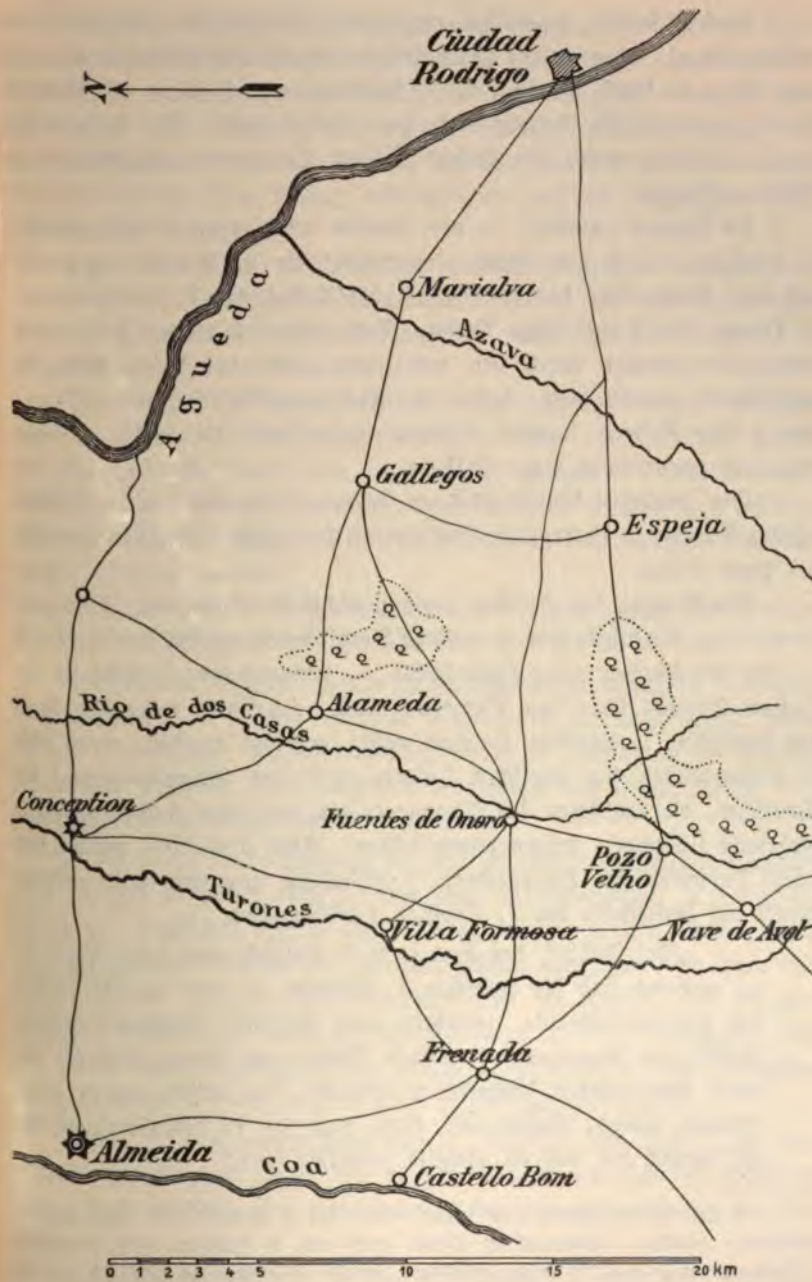 Ciudad
Rodrigo
N
Agueda
Marialva
Azava
Gallegos
Espeja
Rio de dos Casas
Alameda
Conception
Fuentes de Onoro
Pozo
Velho
Turones
Villa Formosa
Nave de Avel
Frenada
Almeida
Coa
Castello Bom
0 1 2 3 4 5 10 15 20 km